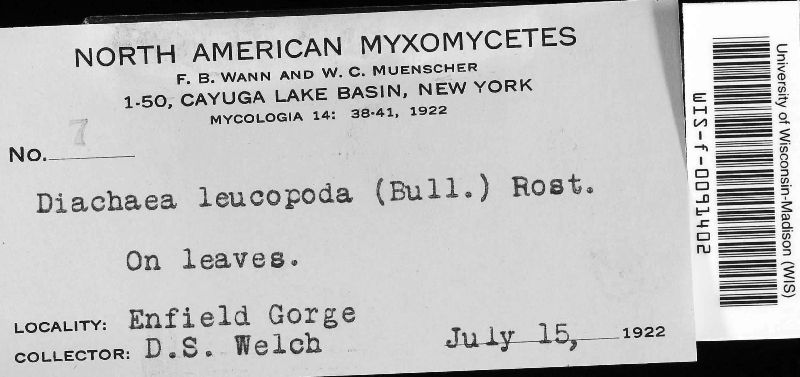 NORTH AMERICAN MYXOMYCETES
F. B. WANN AND W. C. MUENSCHER
1-50, CAYUGA LAKE BASIN, NEW YORK
MYCOLOGIA 14: 38-41, 1922
No. 7
Diachaea leucopoda (Bull.) Rost.
On leaves.
LOCALITY: Enfield Gorge
COLLECTOR: D.S. Welch
July 15, 1922
University of Wisconsin-Madison (WIS)
WIS-f-0091402